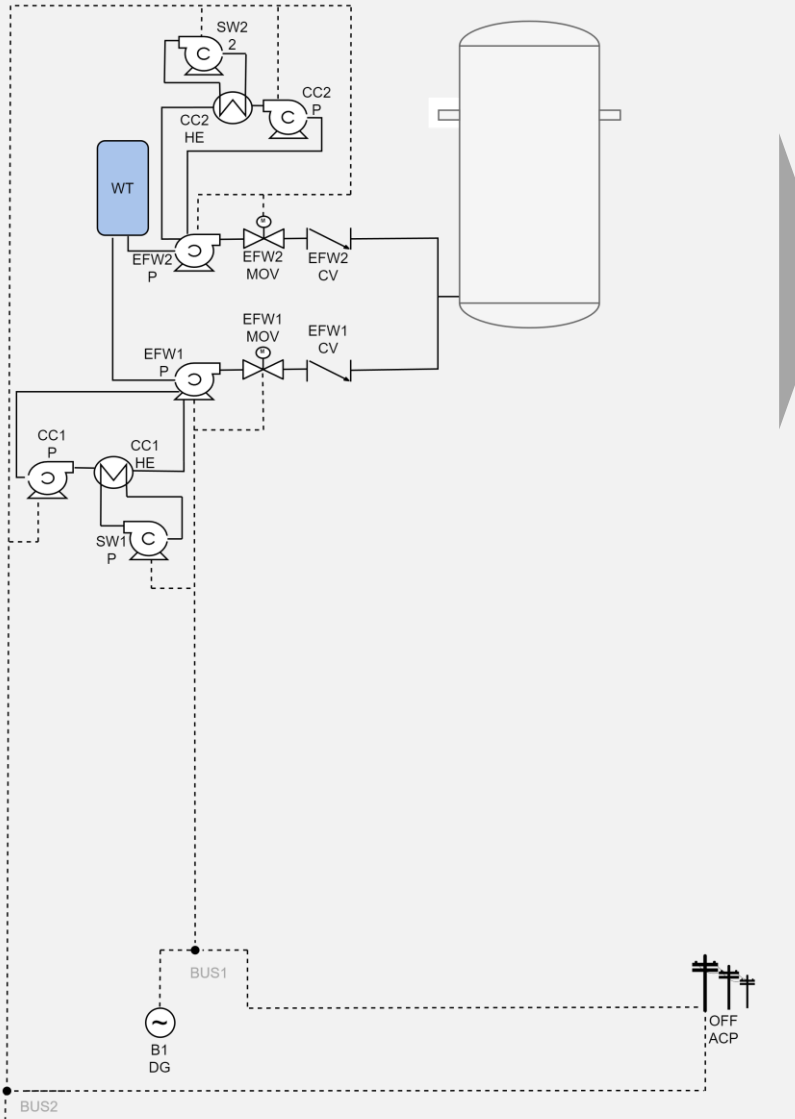 SW2
2
CC2
P
CC2
HE
WT
EFW2
P
EFW2
MOV
EFW2
CV
EFW1
MOV
EFW1
CV
EFW1
P
CC1
P
CC1
HE
SW1
P
BUS1
B1
DG
OFF
ACP
BUS2